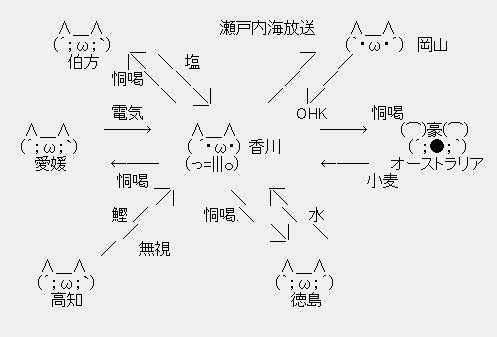 瀬戸内海放送
∧＿∧
(´；ω；`)
伯方
塩
恫喝
∧＿∧
(`・ω・´)
岡山
OHK
電気
∧＿∧
(´；ω；`)
愛媛
恫喝
∧＿∧
(´・ω・`)
(っ=|||o)
香川
恫喝
(⌒)豪(⌒)
(´；●；`)
オーストラリア
小麦
鰹
無視
恫喝
水
∧＿∧
(´；ω；`)
高知
∧＿∧
(´；ω；`)
徳島